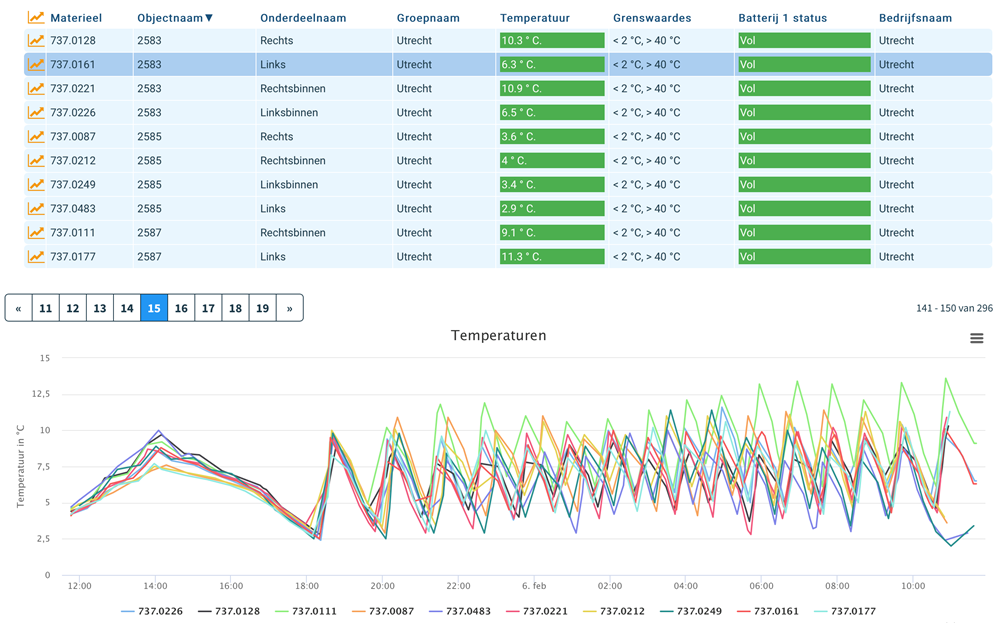 Materieel Objectnaam▼ Onderdeelnaam Groepnaam Temperatuur Grenswaardes Batterij 1 status Bedrijfsnaam
737.0128 2583 Rechts Utrecht 10.3 ° C. < 2 °C, > 40 °C Vol Utrecht
737.0161 2583 Links Utrecht 6.3 ° C. < 2 °C, > 40 °C Vol Utrecht
737.0221 2583 Rechtsbinnen Utrecht 10.9 ° C. < 2 °C, > 40 °C Vol Utrecht
737.0226 2583 Linksbinnen Utrecht 6.5 ° C. < 2 °C, > 40 °C Vol Utrecht
737.0087 2585 Rechts Utrecht 3.6 ° C. < 2 °C, > 40 °C Vol Utrecht
737.0212 2585 Rechtsbinnen Utrecht 4 ° C. < 2 °C, > 40 °C Vol Utrecht
737.0249 2585 Linksbinnen Utrecht 3.4 ° C. < 2 °C, > 40 °C Vol Utrecht
737.0483 2585 Links Utrecht 2.9 ° C. < 2 °C, > 40 °C Vol Utrecht
737.0111 2587 Rechtsbinnen Utrecht 9.1 ° C. < 2 °C, > 40 °C Vol Utrecht
737.0177 2587 Links Utrecht 11.3 ° C. < 2 °C, > 40 °C Vol Utrecht
« 11 12 13 14 15 16 17 18 19 » 141 - 150 van 296
Temperaturen
Temperatuur in °C
15
12,5
10
7,5
5
2,5
0
12:00 14:00 16:00 18:00 20:00 22:00 6. feb 02:00 04:00 06:00 08:00 10:00
737.0226 737.0128 737.0111 737.0087 737.0483 737.0221 737.0212 737.0249 737.0161 737.0177